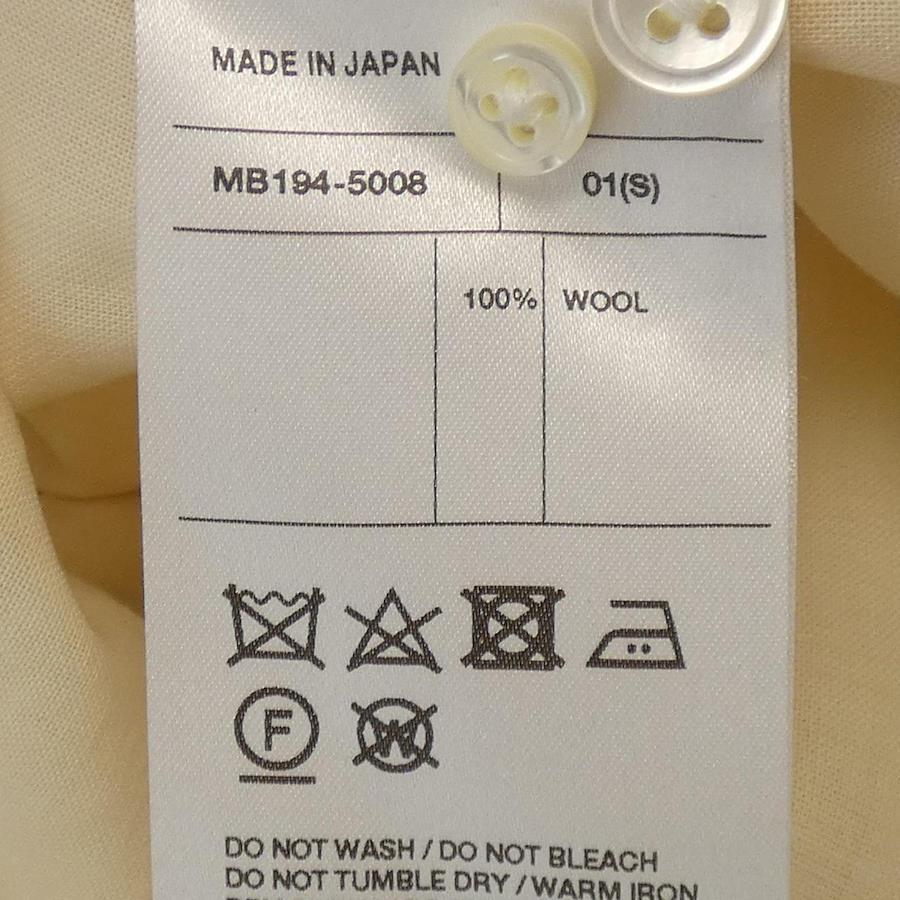 MADE IN JAPAN
MB194-5008 01(S)
100% WOOL
F W
DO NOT WASH / DO NOT BLEACH
DO NOT TUMBLE DRY / WARM IRON